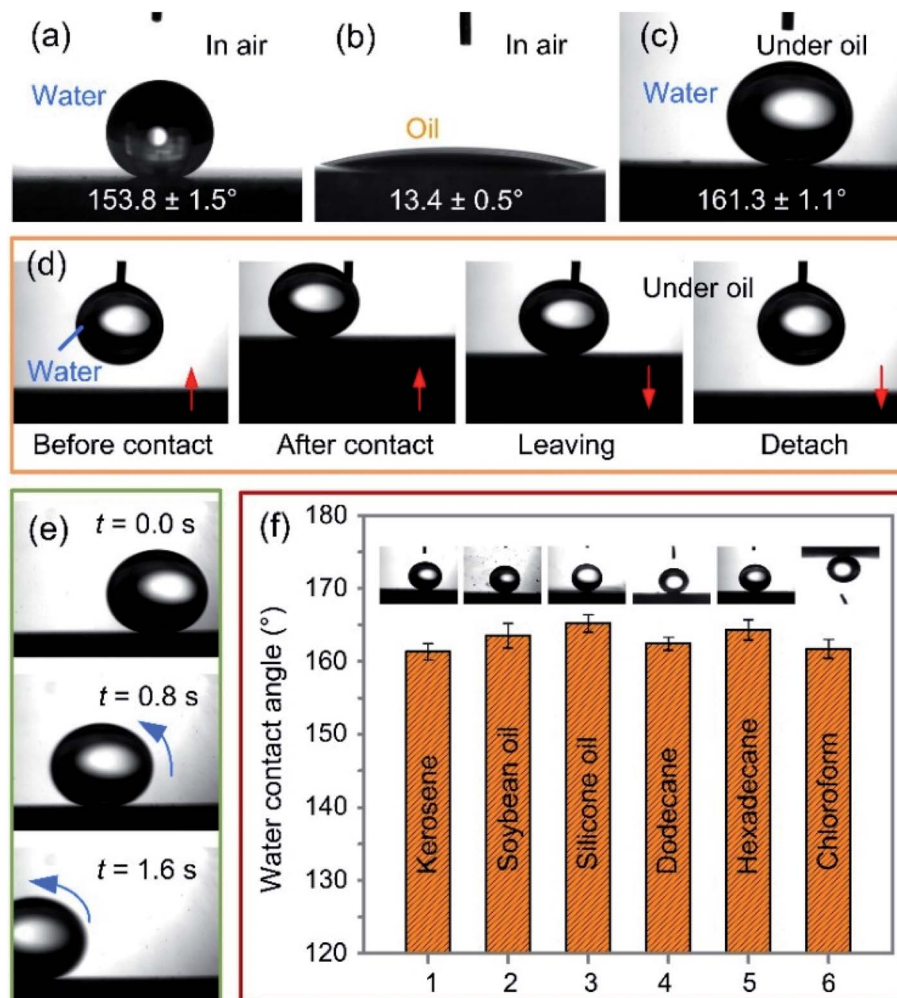 (a)
In air
Water
153.8 ± 1.5°
(b)
In air
Oil
13.4 ± 0.5°
(c)
Under oil
Water
161.3 ± 1.1°
(d)
Water
Under oil
Before contact
After contact
Leaving
Detach
(e)
t = 0.0 s
t = 0.8 s
t = 1.6 s
(f)
Water contact angle (°)
180
170
160
150
140
130
120
Kerosene
Soybean oil
Silicone oil
Dodecane
Hexadecane
Chloroform
1 2 3 4 5 6